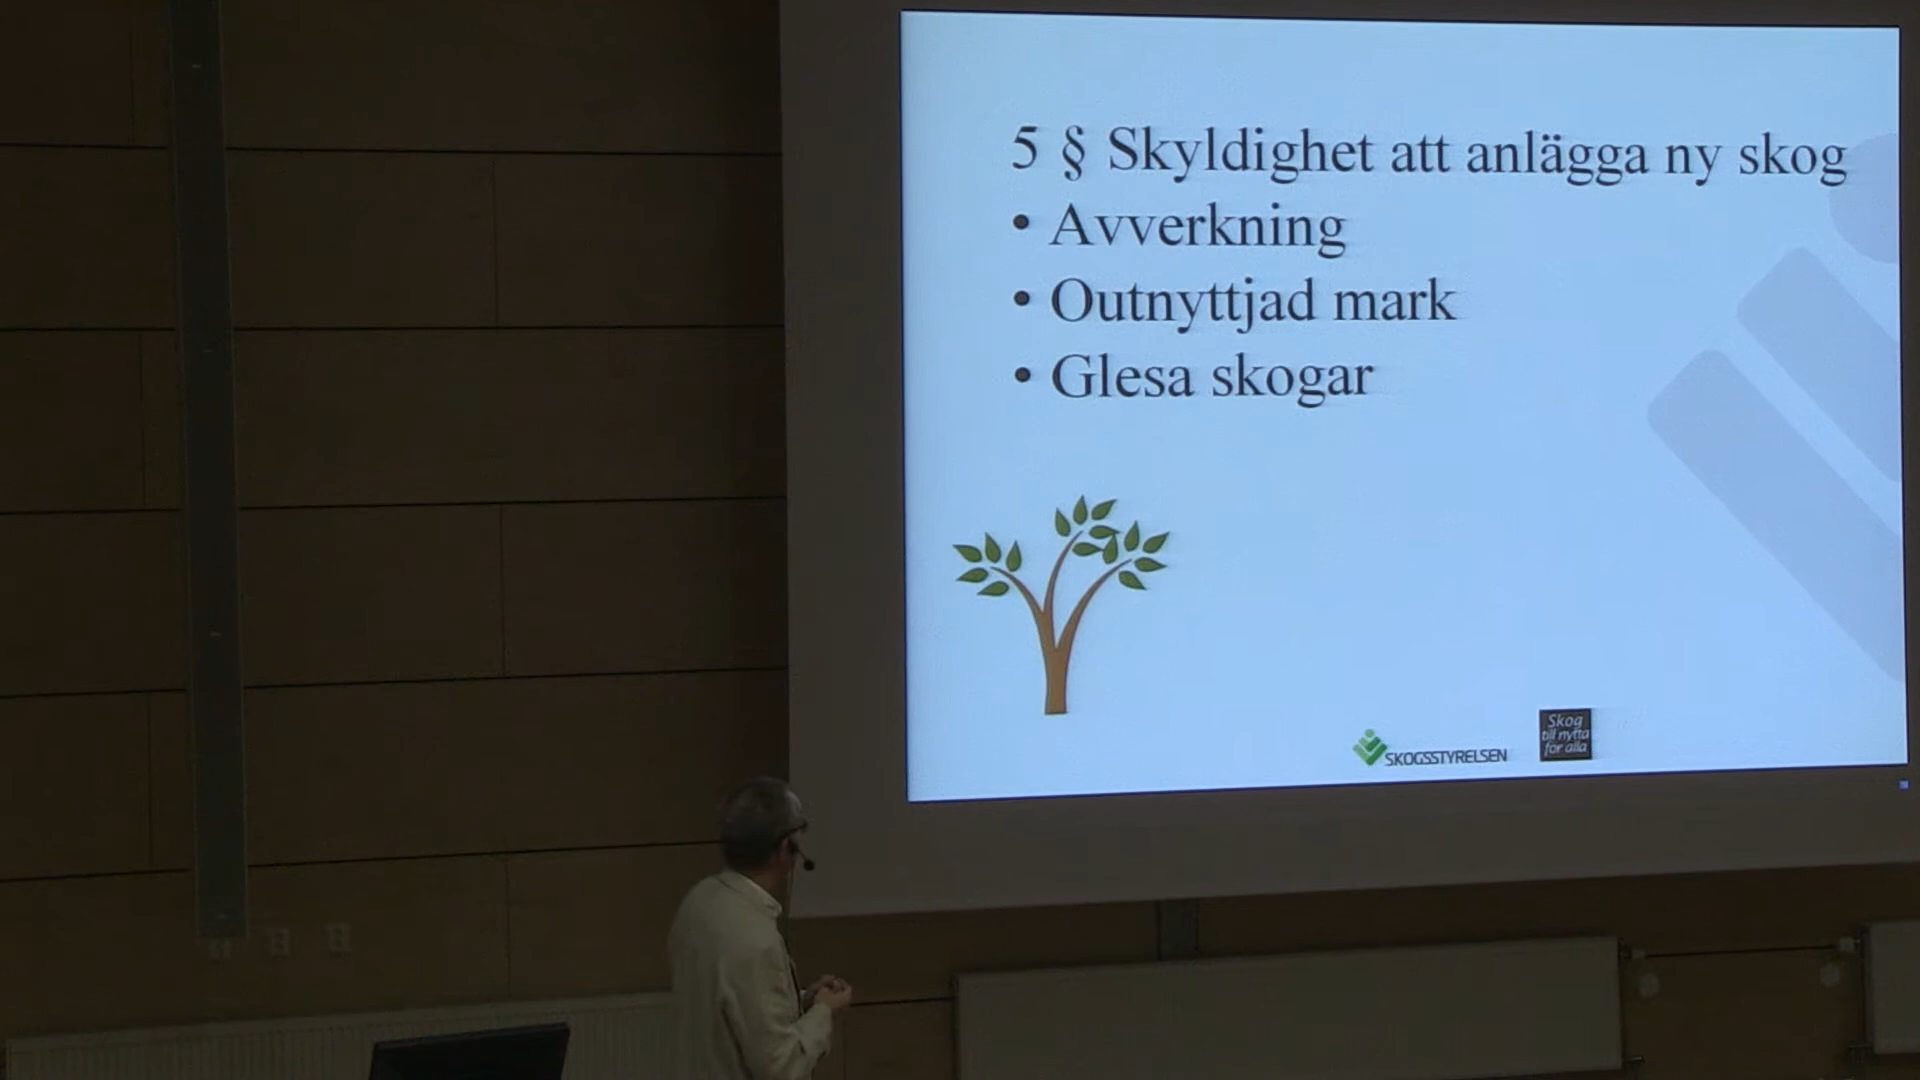 5 § Skyldighet att anlägga ny skog
• Avverkning
• Outnyttjad mark
• Glesa skogar
SKOGSSTYRELSEN
Skog
till nytta
för alla